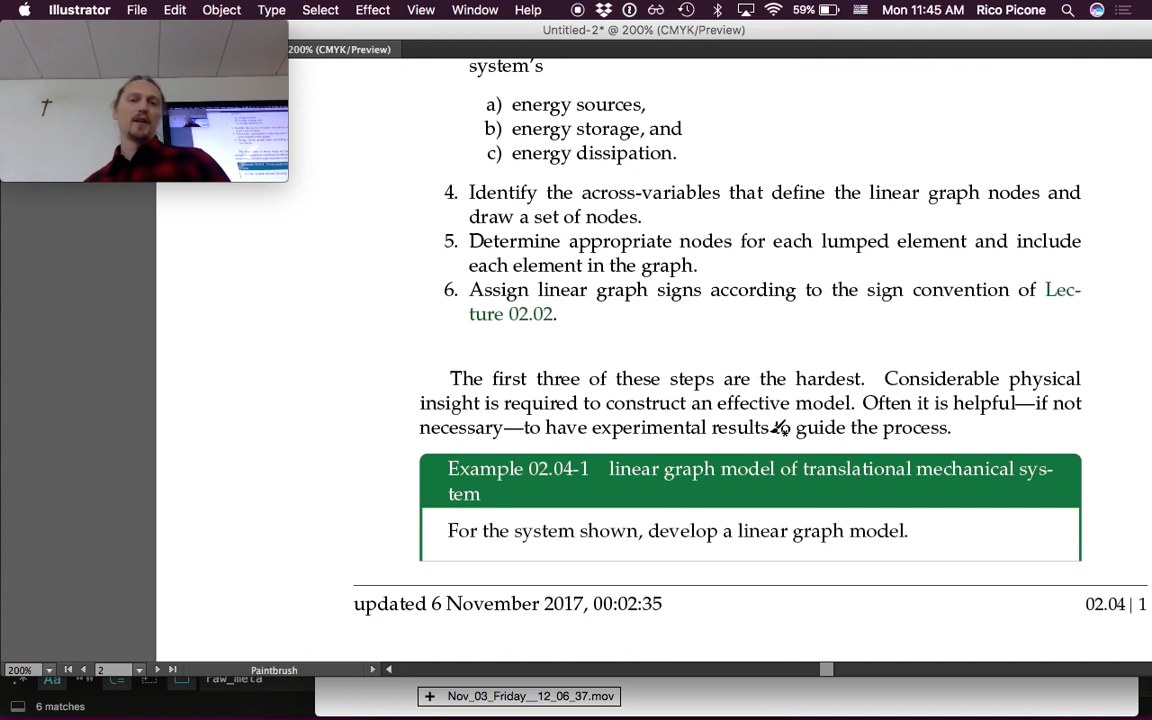 Illustrator File Edit Object Type Select Effect View Window Help 59% Mon 11:45 AM Rico Picone
Untitled-2* @ 200% (CMYK/Preview)
200% (CMYK/Preview)
system's
a) energy sources,
b) energy storage, and
c) energy dissipation.
4. Identify the across-variables that define the linear graph nodes and
draw a set of nodes.
5. Determine appropriate nodes for each lumped element and include
each element in the graph.
6. Assign linear graph signs according to the sign convention of Lec-
ture 02.02.
The first three of these steps are the hardest. Considerable physical
insight is required to construct an effective model. Often it is helpful—if not
necessary—to have experimental results to guide the process.
Example 02.04-1 linear graph model of translational mechanical sys-
tem
For the system shown, develop a linear graph model.
updated 6 November 2017, 00:02:35
02.04 | 1
200% 2 Paintbrush
.* Aa "" raw_meta
6 matches
+ Nov_03_Friday__12_06_37.mov